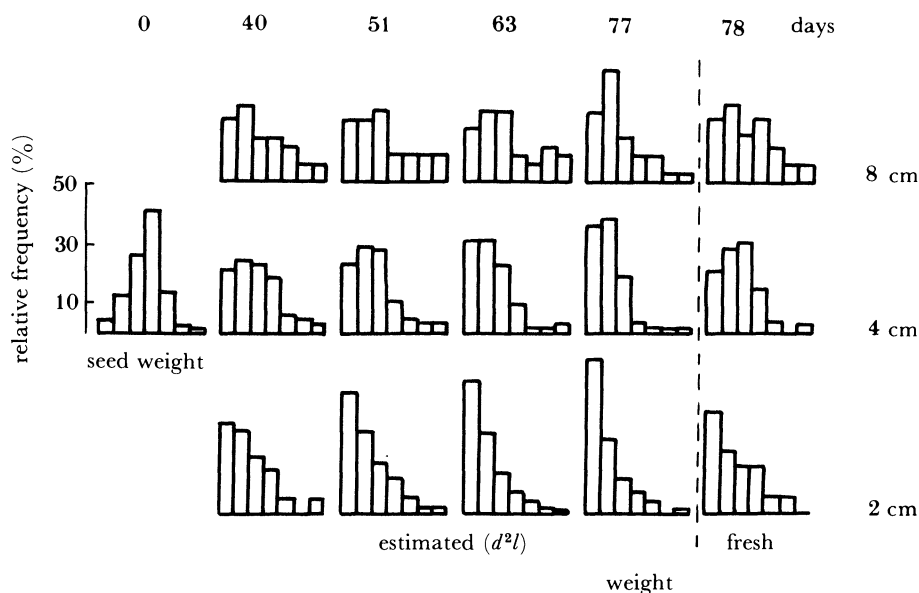 0 40 51 63 77 78 days
8 cm
relative frequency (%)
50
30
10
4 cm
seed weight
2 cm
estimated (d²l) fresh
weight